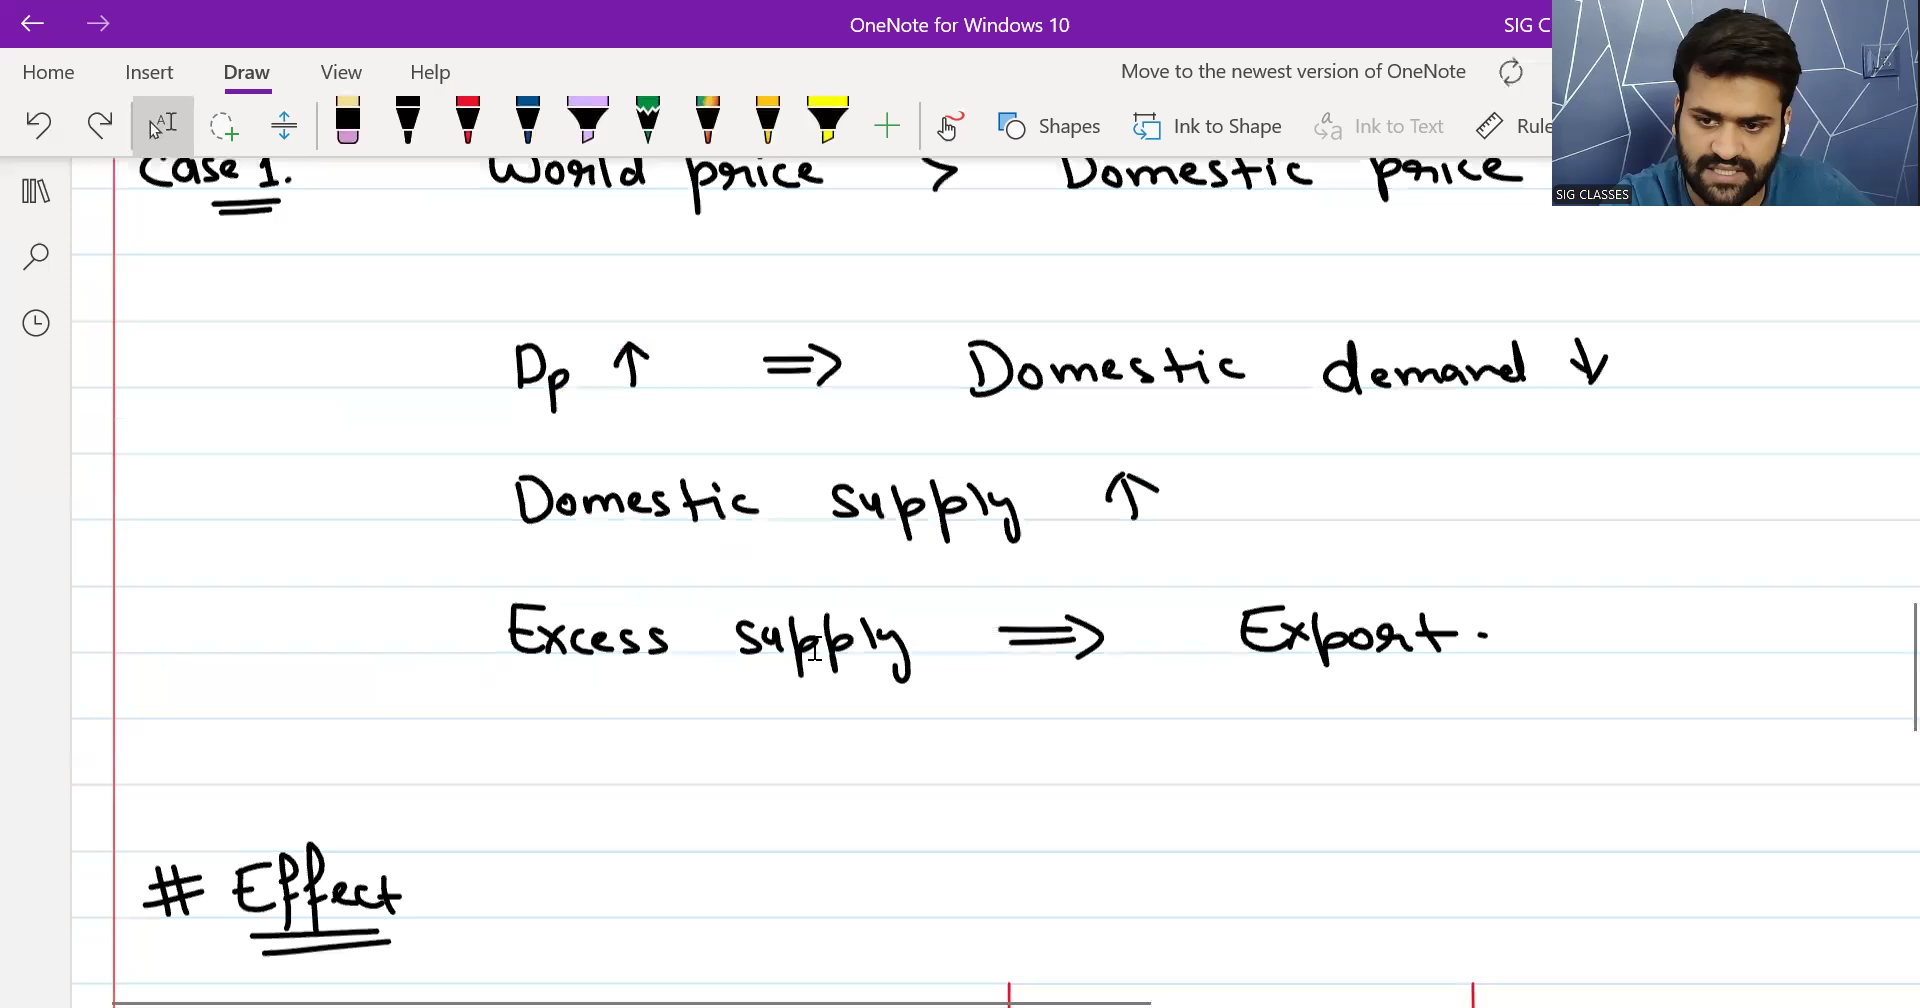 OneNote for Windows 10
SIG C
Home Insert Draw View Help
Move to the newest version of OneNote
Shapes Ink to Shape Ink to Text Rule
SIG CLASSES
Case 1. World price > Domestic price
Dp ↑ ⇒ Domestic demand ↓
Domestic supply ↑
Excess supply ⇒ Export.
# Effect